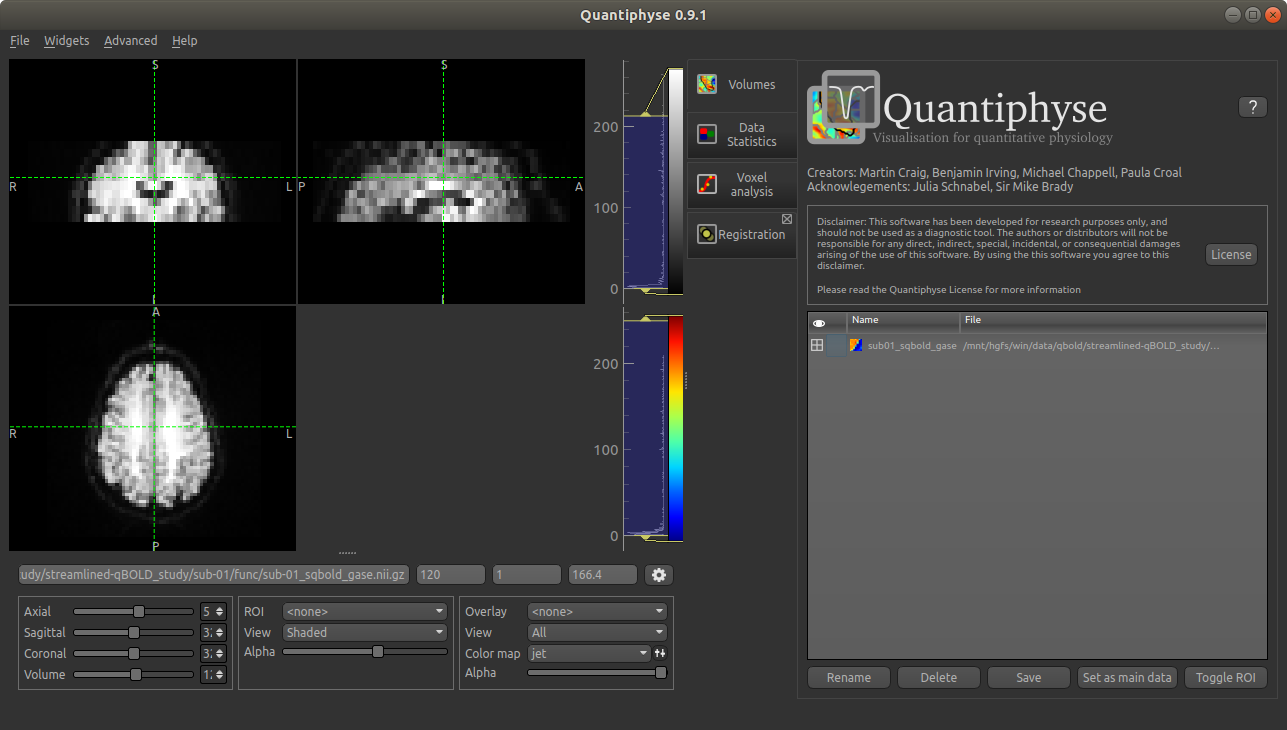 Quantiphyse 0.9.1
File Widgets Advanced Help
S
R
L
I
S
P
A
I
A
R
L
P
200
100
0
200
100
0
Volumes
Data
Statistics
Voxel
analysis
Registration
Quantiphyse
Visualisation for quantitative physiology
?
Creators: Martin Craig, Benjamin Irving, Michael Chappell, Paula Croal
Acknowlegements: Julia Schnabel, Sir Mike Brady
Disclaimer: This software has been developed for research purposes only, and
should not be used as a diagnostic tool. The authors or distributors will not be
responsible for any direct, indirect, special, incidental, or consequential damages
arising of the use of this software. By using the this software you agree to this
disclaimer.
Please read the Quantiphyse License for more information
License
Name File
sub01_sqbold_gase /mnt/hgfs/win/data/qbold/streamlined-qBOLD_study/...
Rename Delete Save Set as main data Toggle ROI
udy/streamlined-qBOLD_study/sub-01/func/sub-01_sqbold_gase.nii.gz 120 1 166.4
Axial 5
Sagittal
Coronal
Volume
ROI <none>
View Shaded
Alpha
Overlay <none>
View All
Color map jet
Alpha